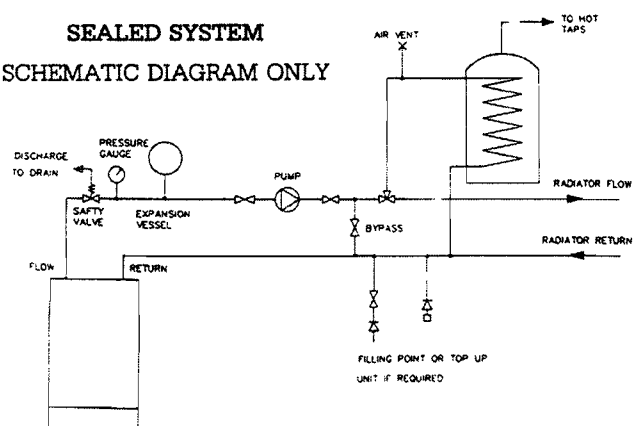 SEALED SYSTEM
SCHEMATIC DIAGRAM ONLY
AIR VENT
TO HOT
TAPS
PRESSURE
GAUGE
DISCHARGE
TO DRAIN
PUMP
SAFTY
VALVE
EXPANSION
VESSEL
RADIATOR FLOW
BYPASS
RADIATOR RETURN
FLOW
RETURN
FILLING POINT OR TOP UP
UNIT IF REQUIRED